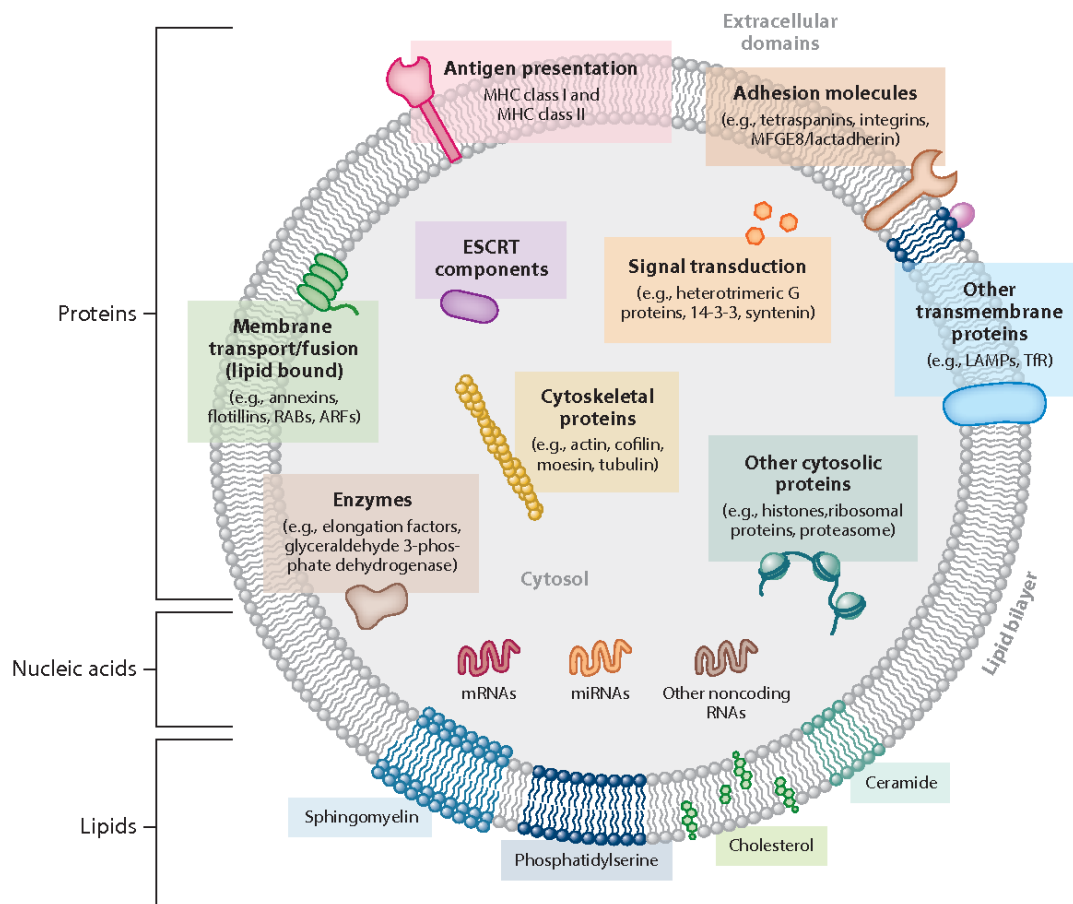 Extracellular
domains
Antigen presentation
MHC class I and
MHC class II
Adhesion molecules
(e.g., tetraspanins, integrins,
MFGE8/lactadherin)
ESCRT
components
Signal transduction
(e.g., heterotrimeric G
proteins, 14-3-3, syntenin)
Other
transmembrane
proteins
(e.g., LAMPs, TfR)
Proteins
Membrane
transport/fusion
(lipid bound)
(e.g., annexins,
flotillins, RABs, ARFs)
Cytoskeletal
proteins
(e.g., actin, cofilin,
moesin, tubulin)
Other cytosolic
proteins
(e.g., histones,ribosomal
proteins, proteasome)
Enzymes
(e.g., elongation factors,
glyceraldehyde 3-phos-
phate dehydrogenase)
Cytosol
Lipid bilayer
Nucleic acids
mRNAs
miRNAs
Other noncoding
RNAs
Lipids
Sphingomyelin
Phosphatidylserine
Cholesterol
Ceramide